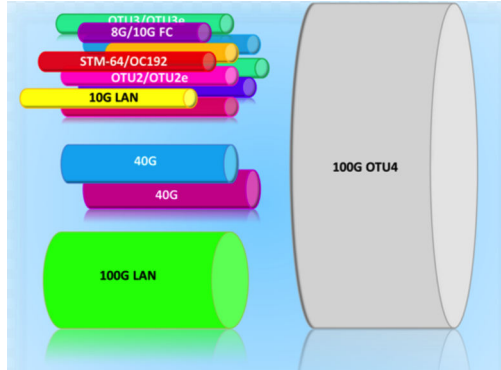 OTU3/OTU3e
8G/10G FC
STM-64/OC192
OTU2/OTU2e
10G LAN
40G
40G
100G LAN
100G OTU4